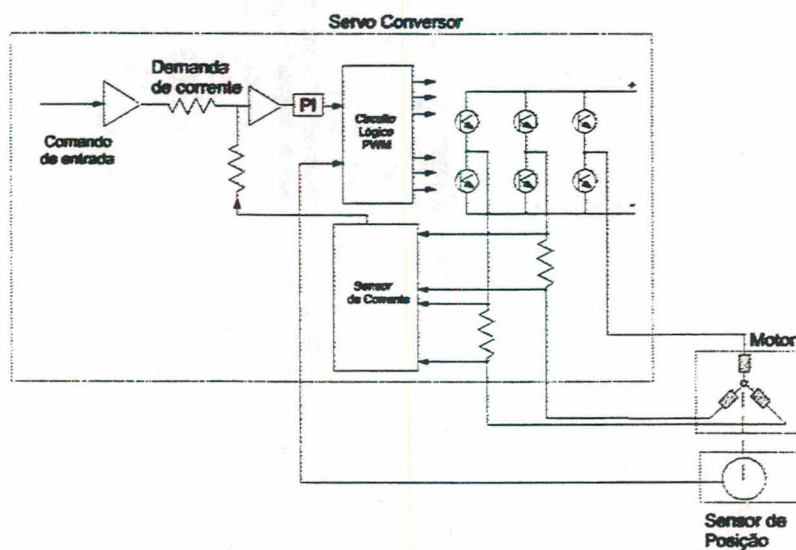 Servo Conversor
Demanda
de corrente
Comando
de entrada
PI
Circuito
Lógico
PWM
+
-
Sensor
de Corrente
Motor
Sensor de
Posição